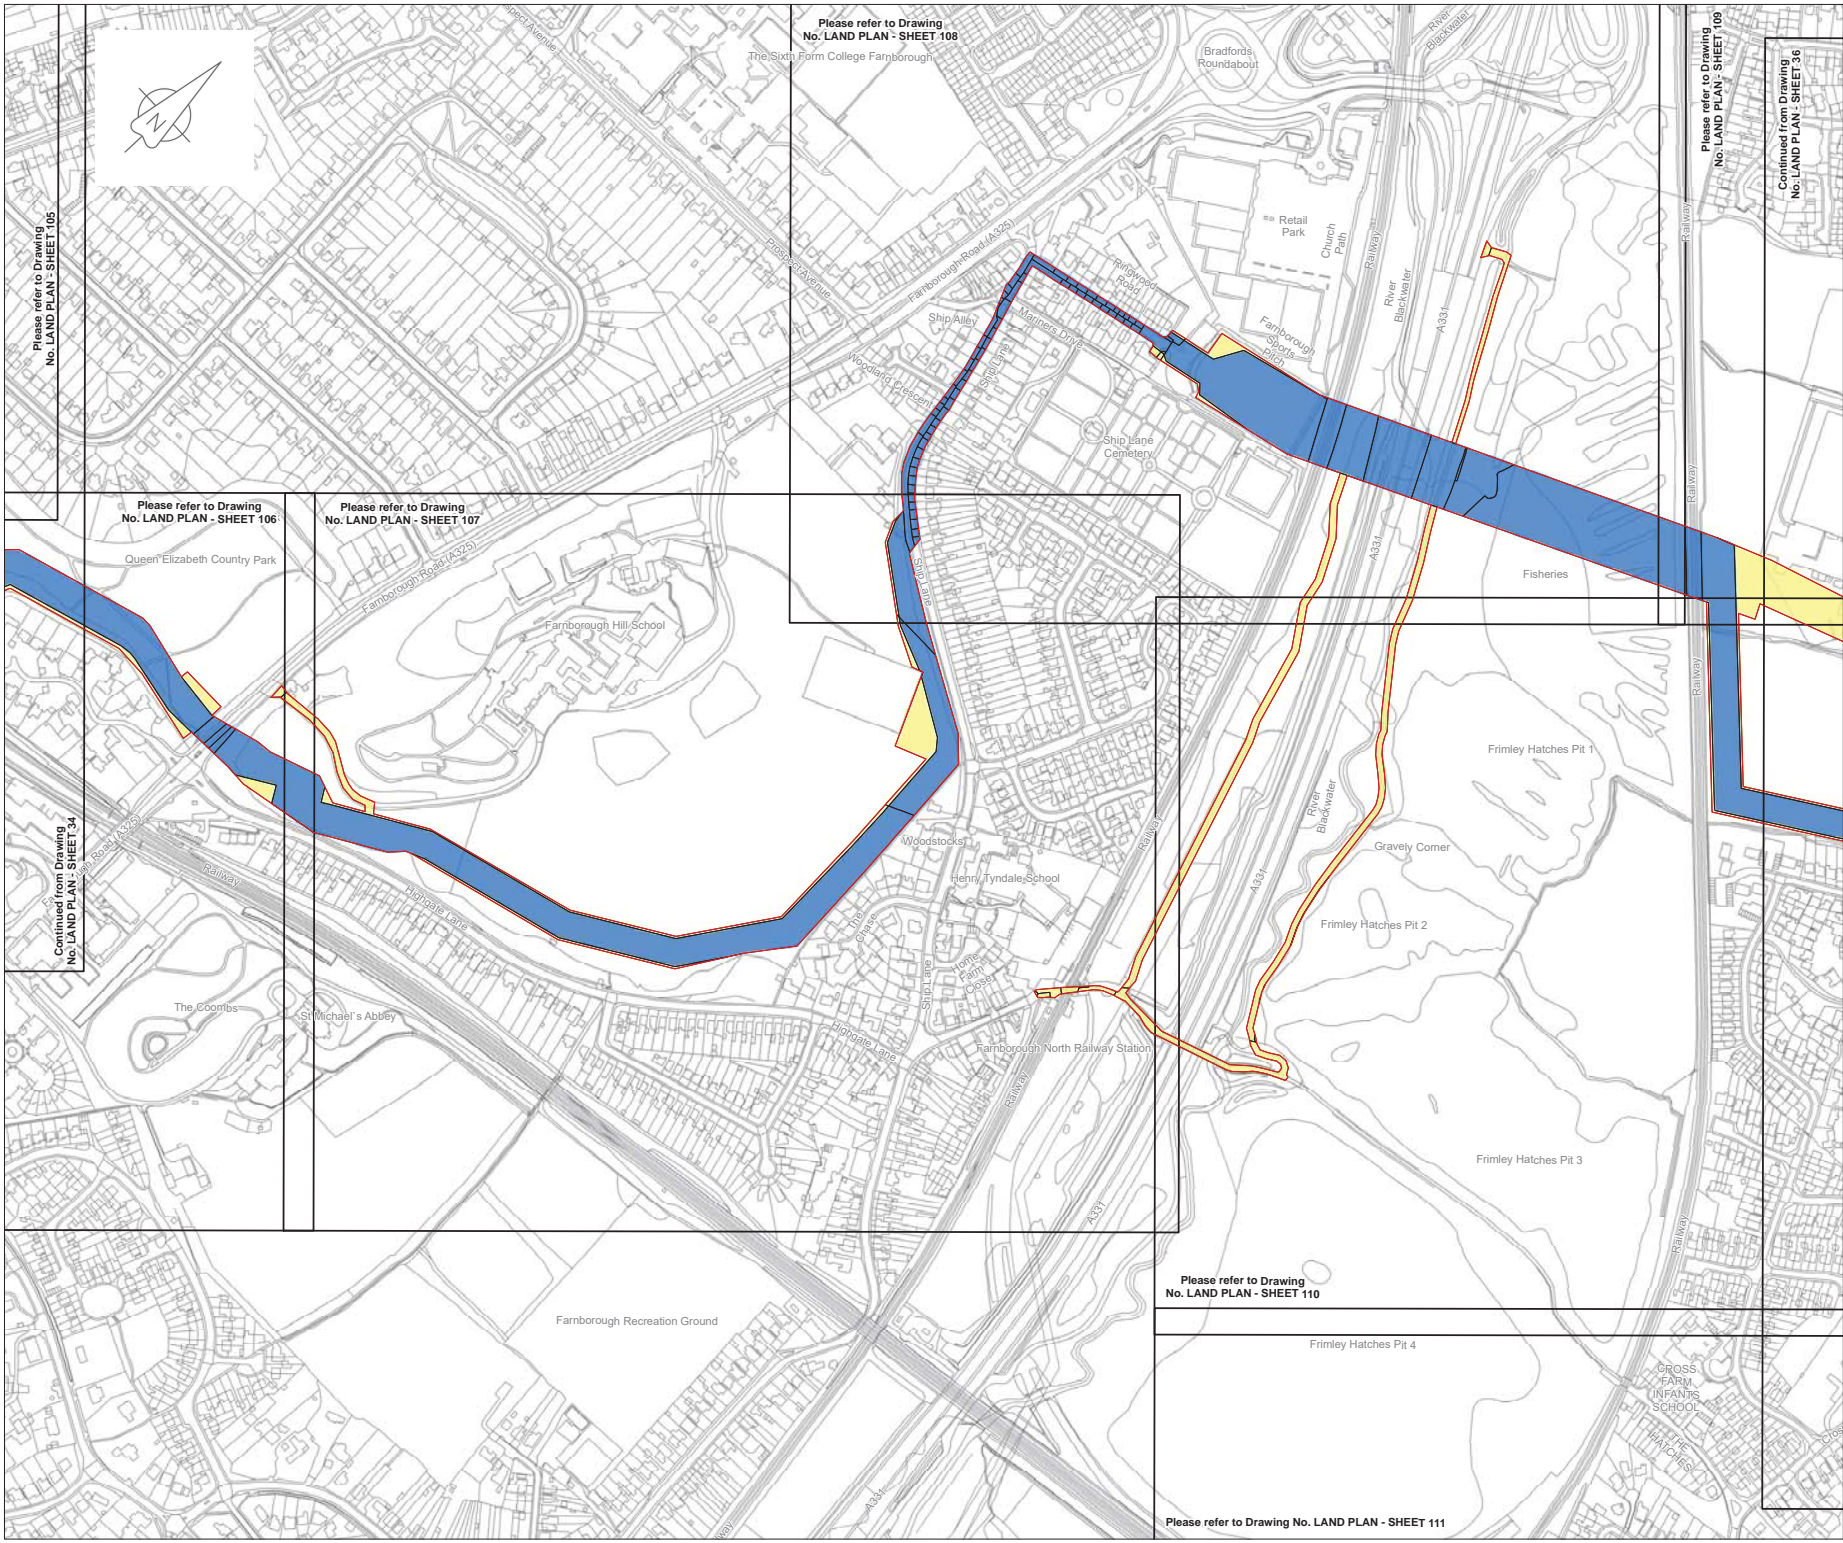 Please refer to Drawing
No. LAND PLAN - SHEET 108
The Sixth Form College Farnborough
Bradfords
Roundabout
River
Blackwater
Please refer to Drawing
No. LAND PLAN - SHEET 109
Continued from Drawing
No. LAND PLAN - SHEET 36
N
Please refer to Drawing
No. LAND PLAN - SHEET 105
Prospect Avenue
Farnborough Road (A325)
Ringwood
Road
Retail
Park
Church
Path
Railway
Railway
River
Blackwater
A331
Ship Alley
Mariners Drive
Farnborough
Sports
Pitch
Ship Lane
Woodland Crescent
Ship Lane
Cemetery
Railway
Please refer to Drawing
No. LAND PLAN - SHEET 106
Please refer to Drawing
No. LAND PLAN - SHEET 107
Queen Elizabeth Country Park
Farnborough Road (A325)
Ship Lane
A331
Fisheries
Farnborough Hill School
Railway
Frimley Hatches Pit 1
River
Blackwater
Railway
Gravely Corner
Woodstocks
Henry Tyndale School
A331
Continued from Drawing
No. LAND PLAN - SHEET 34
Railway
Highgate Lane
The
Chase
Frimley Hatches Pit 2
Home
Farm
Close
Ship Lane
The Coombs
St Michael's Abbey
Highgate Lane
Farnborough North Railway Station
Railway
Frimley Hatches Pit 3
A331
Railway
Please refer to Drawing
No. LAND PLAN - SHEET 110
Farnborough Recreation Ground
Frimley Hatches Pit 4
CROSS
FARM
INFANTS
SCHOOL
THE
HATCHES
A331
Please refer to Drawing No. LAND PLAN - SHEET 111